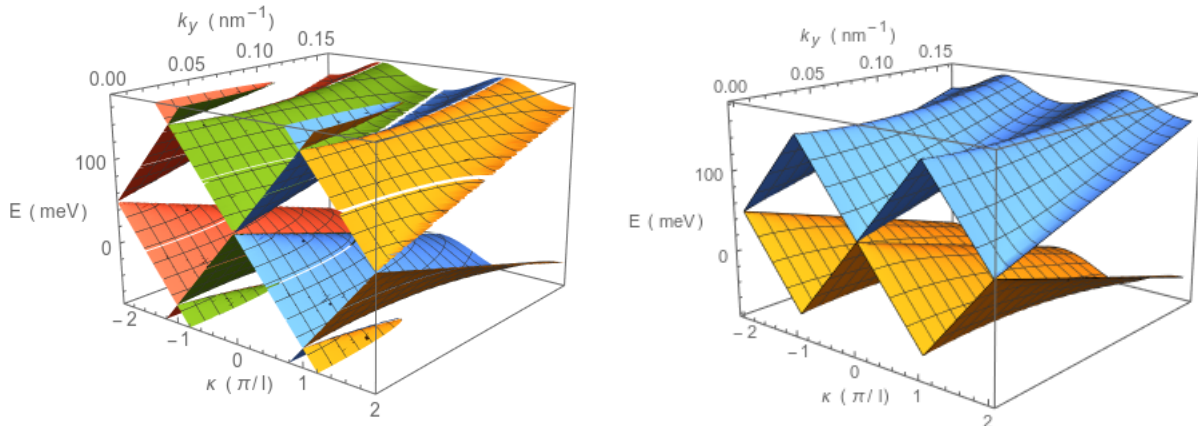 k_y ( nm⁻¹ )
0.00 0.05 0.10 0.15
100
E ( meV )
0
−2 −1 0 1 2
κ ( π/l )
k_y ( nm⁻¹ )
0.00 0.05 0.10 0.15
100
E ( meV )
0
−2 −1 0 1 2
κ ( π/l )